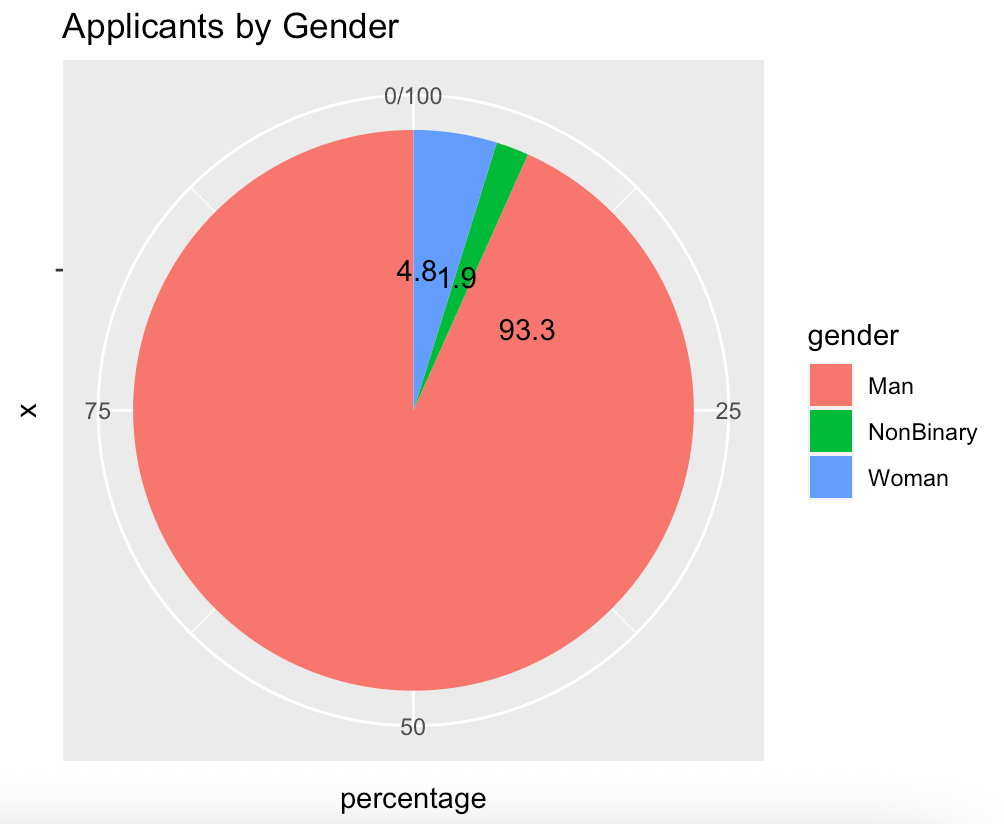 Applicants by Gender
0/100
4.8
1.9
93.3
x
75
25
50
percentage
gender
Man
NonBinary
Woman